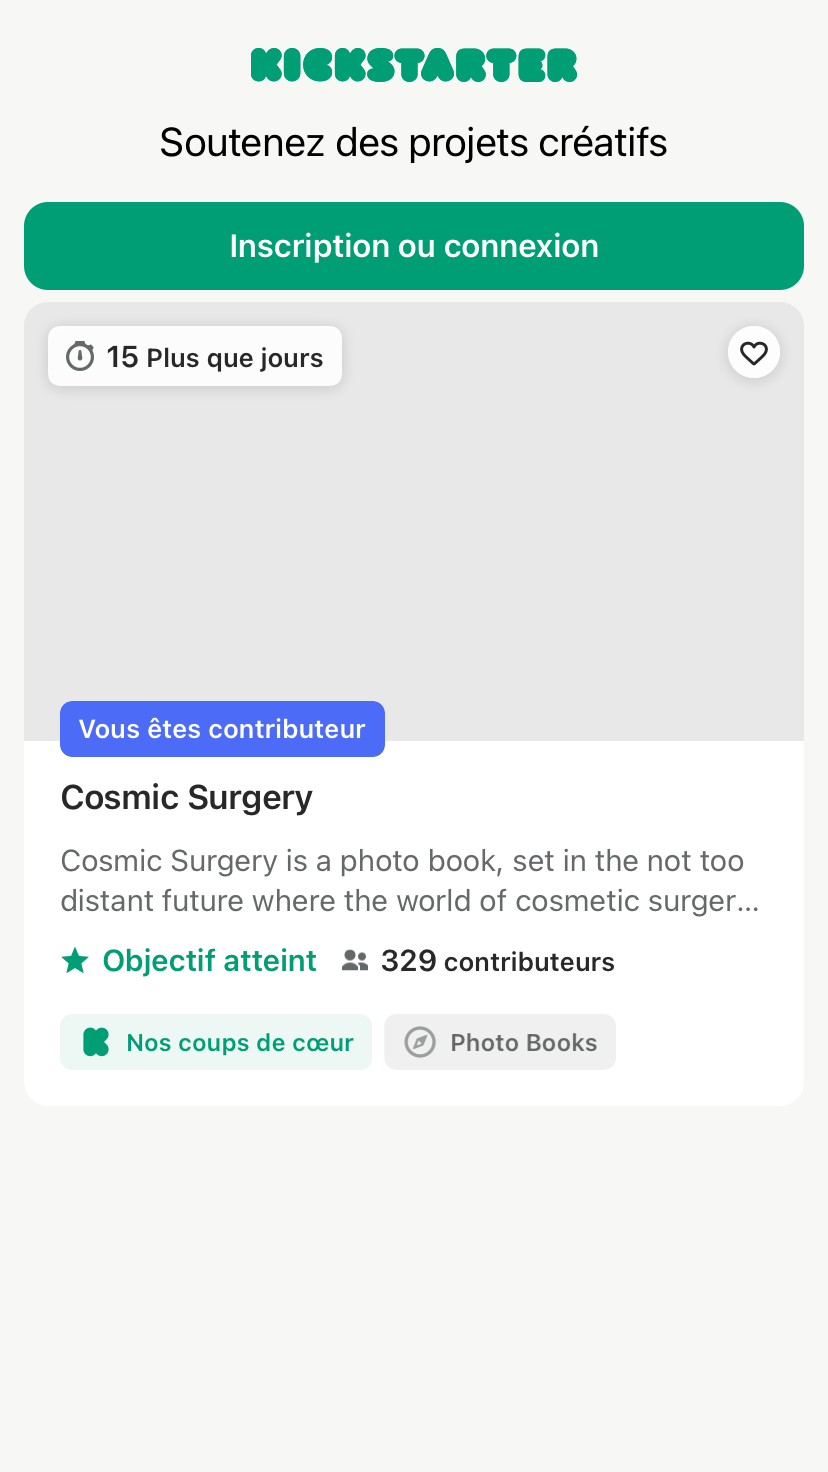 KICKSTARTER
Soutenez des projets créatifs
Inscription ou connexion
15 Plus que jours
Vous êtes contributeur
Cosmic Surgery
Cosmic Surgery is a photo book, set in the not too
distant future where the world of cosmetic surger...
Objectif atteint 329 contributeurs
Nos coups de cœur Photo Books